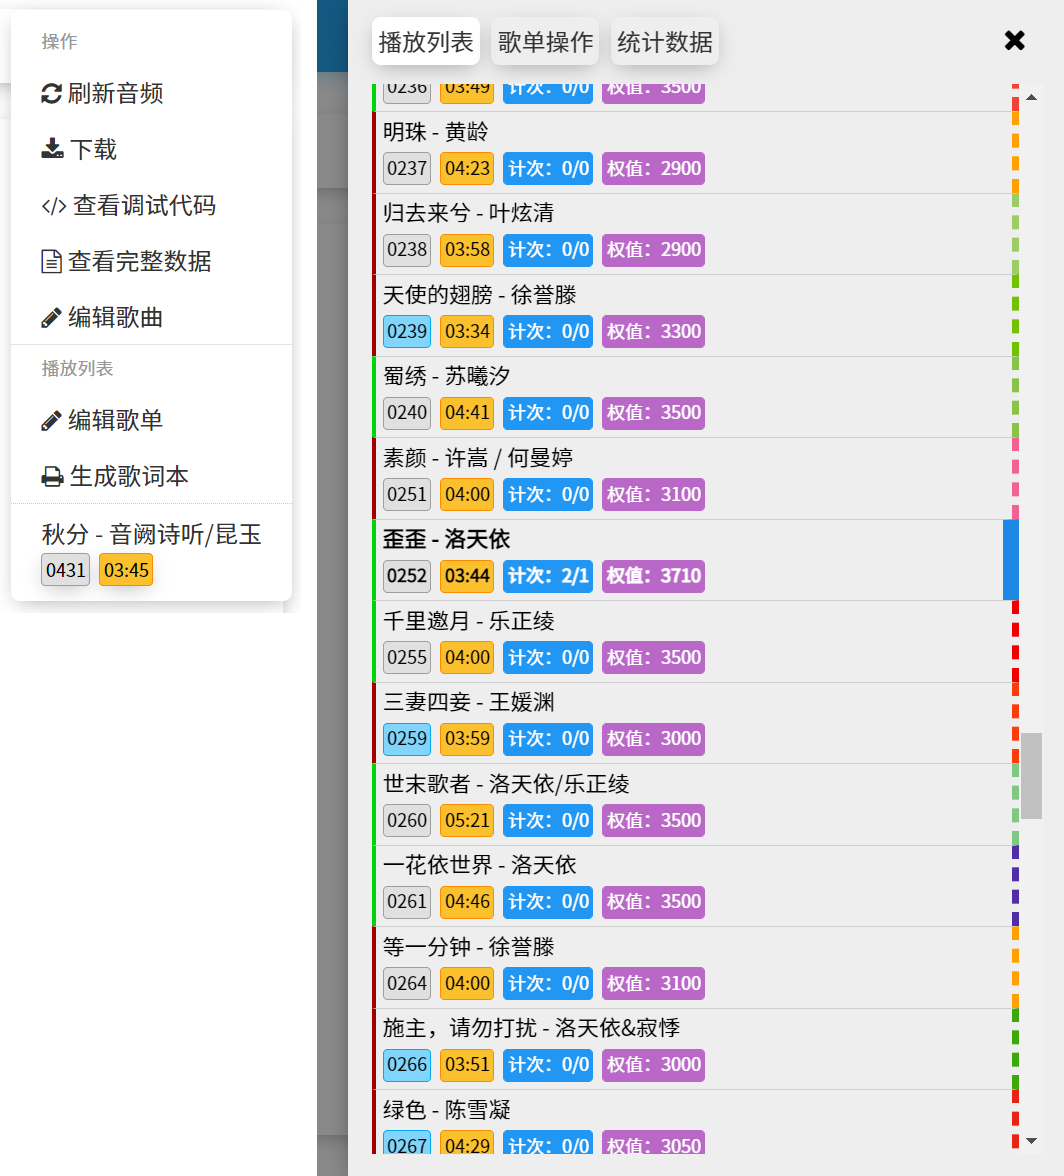 操作
刷新音频
下载
查看调试代码
查看完整数据
编辑歌曲
播放列表
编辑歌单
生成歌词本
秋分 - 音阙诗听/昆玉
0431 03:45
播放列表 歌单操作 统计数据
0236 03:49 计次：0/0 权值：3500
明珠 - 黄龄
0237 04:23 计次：0/0 权值：2900
归去来兮 - 叶炫清
0238 03:58 计次：0/0 权值：2900
天使的翅膀 - 徐誉滕
0239 03:34 计次：0/0 权值：3300
蜀绣 - 苏曦汐
0240 04:41 计次：0/0 权值：3500
素颜 - 许嵩 / 何曼婷
0251 04:00 计次：0/0 权值：3100
歪歪 - 洛天依
0252 03:44 计次：2/1 权值：3710
千里邀月 - 乐正绫
0255 04:00 计次：0/0 权值：3500
三妻四妾 - 王媛渊
0259 03:59 计次：0/0 权值：3000
世末歌者 - 洛天依/乐正绫
0260 05:21 计次：0/0 权值：3500
一花依世界 - 洛天依
0261 04:46 计次：0/0 权值：3500
等一分钟 - 徐誉滕
0264 04:00 计次：0/0 权值：3100
施主，请勿打扰 - 洛天依&寂悸
0266 03:51 计次：0/0 权值：3000
绿色 - 陈雪凝
0267 04:29 计次：0/0 权值：3050